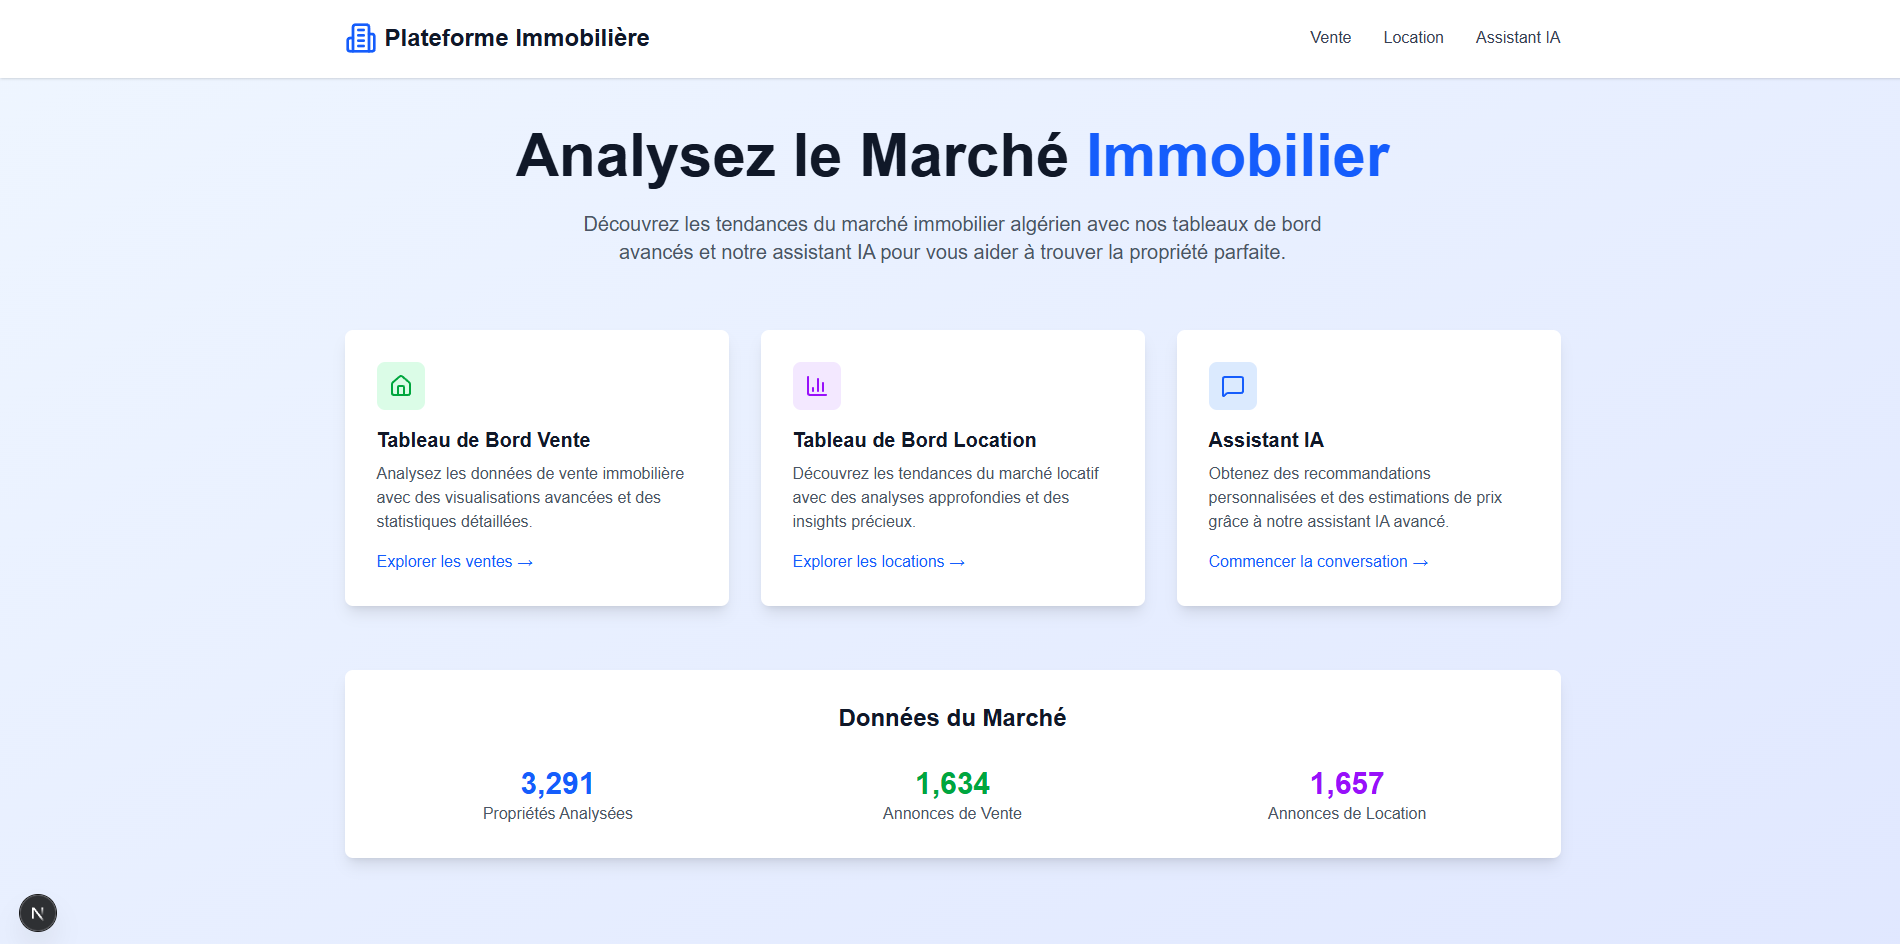 Plateforme Immobilière
Vente
Location
Assistant IA
Analysez le Marché Immobilier
Découvrez les tendances du marché immobilier algérien avec nos tableaux de bord
avancés et notre assistant IA pour vous aider à trouver la propriété parfaite.
Tableau de Bord Vente
Analysez les données de vente immobilière
avec des visualisations avancées et des
statistiques détaillées.
Explorer les ventes →
Tableau de Bord Location
Découvrez les tendances du marché locatif
avec des analyses approfondies et des
insights précieux.
Explorer les locations →
Assistant IA
Obtenez des recommandations
personnalisées et des estimations de prix
grâce à notre assistant IA avancé.
Commencer la conversation →
Données du Marché
3,291
Propriétés Analysées
1,634
Annonces de Vente
1,657
Annonces de Location
N